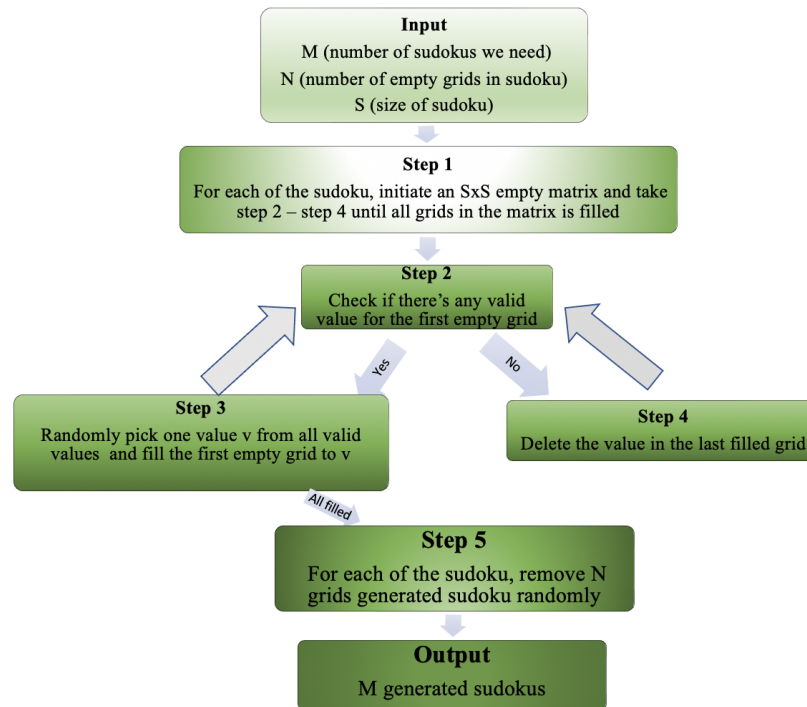 Input
M (number of sudokus we need)
N (number of empty grids in sudoku)
S (size of sudoku)
Step 1
For each of the sudoku, initiate an SxS empty matrix and take
step 2 – step 4 until all grids in the matrix is filled
Step 2
Check if there's any valid
value for the first empty grid
Yes
No
Step 3
Randomly pick one value v from all valid
values and fill the first empty grid to v
Step 4
Delete the value in the last filled grid
All filled
Step 5
For each of the sudoku, remove N
grids generated sudoku randomly
Output
M generated sudokus